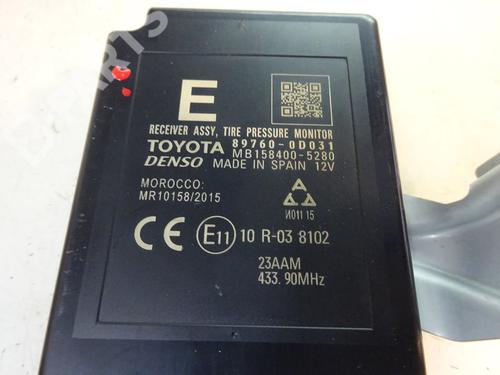 E
RECEIVER ASSY, TIRE PRESSURE MONITOR
TOYOTA 89760-0D031
DENSO MB158400-5280
MADE IN SPAIN 12V
MOROCCO:
MR10158/2015
И011 15
CE E11 10 R-03 8102
23AAM
433.90MHz